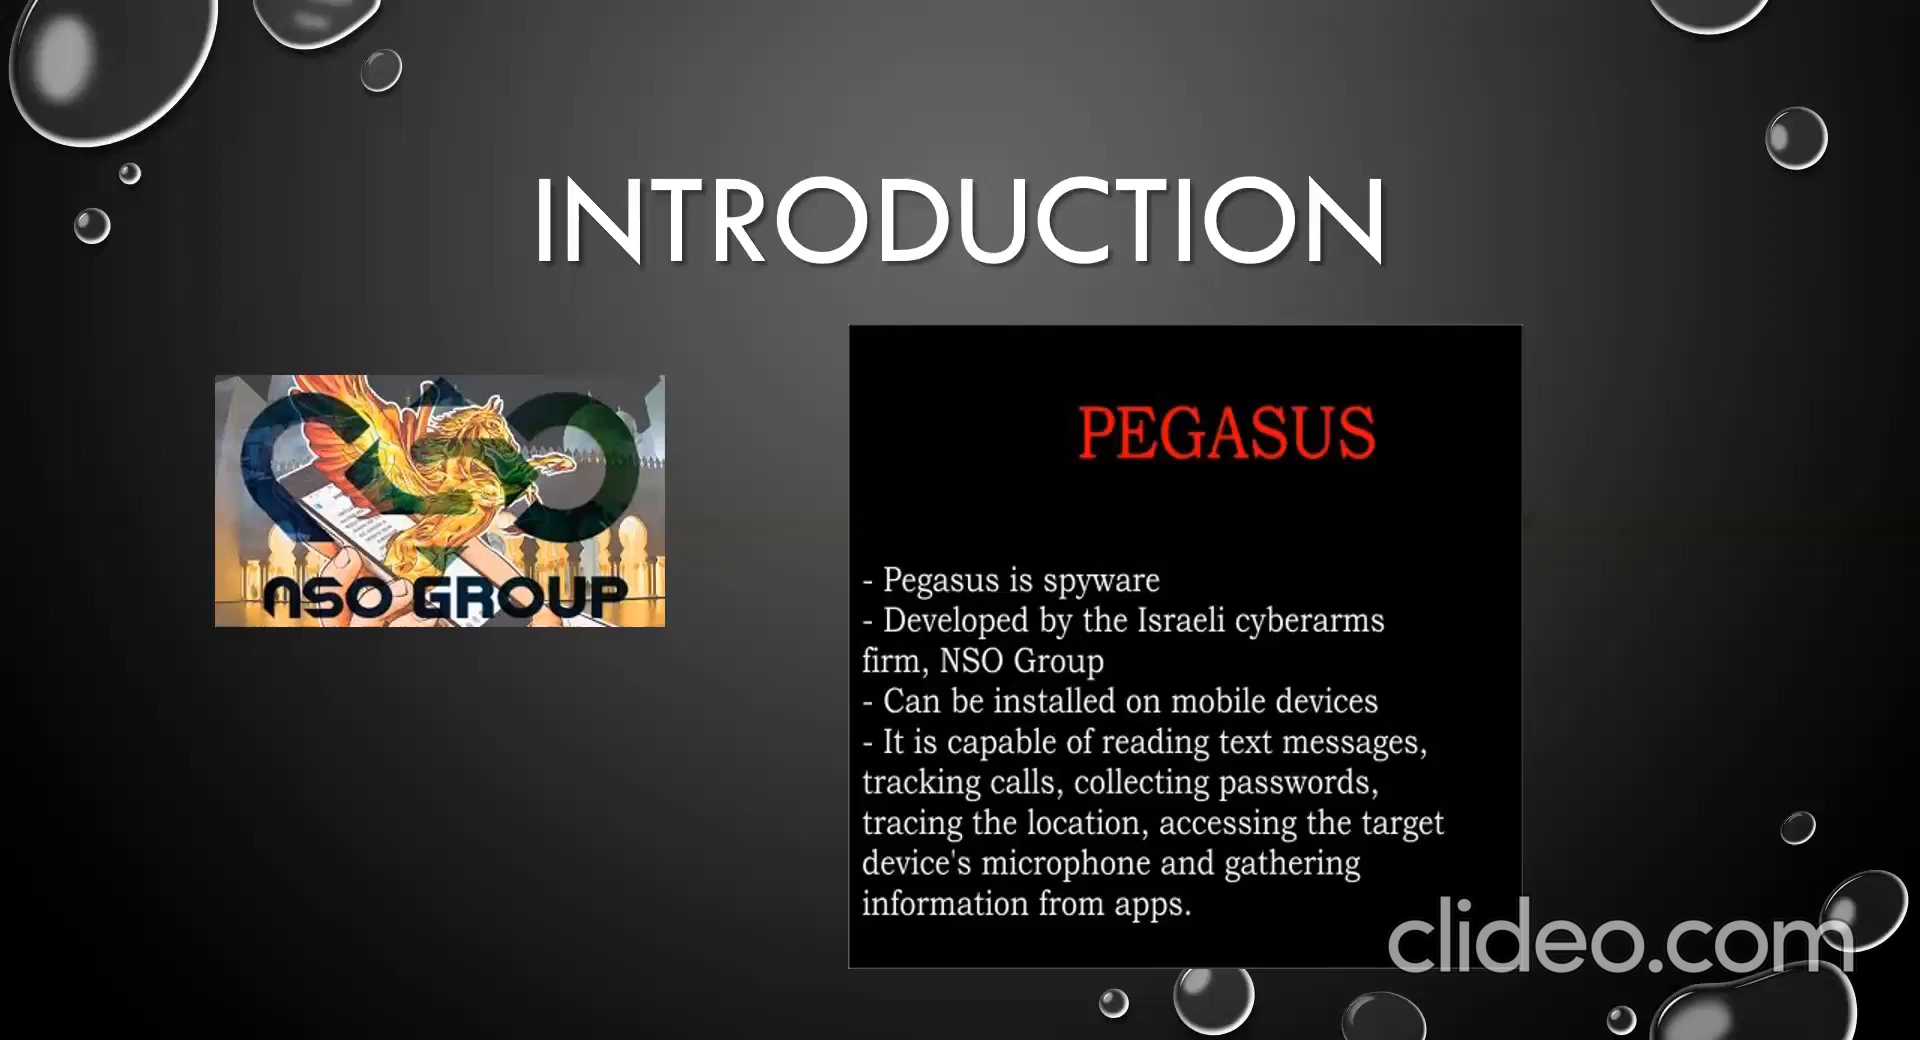 INTRODUCTION
NSO GROUP
PEGASUS
- Pegasus is spyware
- Developed by the Israeli cyberarms
firm, NSO Group
- Can be installed on mobile devices
- It is capable of reading text messages,
tracking calls, collecting passwords,
tracing the location, accessing the target
device's microphone and gathering
information from apps.
clideo.com